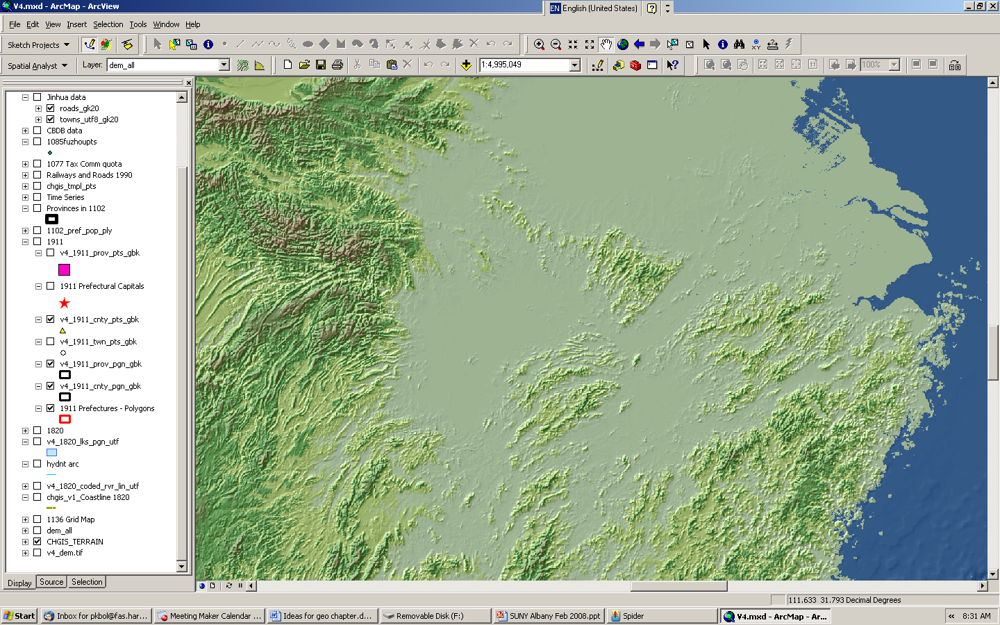 V4.mxd - ArcMap - ArcView
EN English (United States)
File Edit View Insert Selection Tools Window Help
Sketch Projects
Spatial Analyst Layer: dem_all 1:4,995,049 100%
Jinhua data
roads_gk20
towns_utf8_gk20
CBDB data
1085fuzhoupts
1077 Tax Comm quota
Railways and Roads 1990
chgis_tmpl_pts
Time Series
Provinces in 1102
1102_pref_pop_ply
1911
v4_1911_prov_pts_gbk
1911 Prefectural Capitals
v4_1911_cnty_pts_gbk
v4_1911_twn_pts_gbk
v4_1911_prov_pgn_gbk
v4_1911_cnty_pgn_gbk
1911 Prefectures - Polygons
1820
v4_1820_lks_pgn_utf
hydnt arc
v4_1820_coded_rvr_lin_utf
chgis_v1_Coastline 1820
1136 Grid Map
dem_all
CHGIS_TERRAIN
v4_dem.tif
Display Source Selection
111.633 31.793 Decimal Degrees
Start Inbox for pkbol@fas.har... Meeting Maker Calendar ... Ideas for geo chapter.d... Removable Disk (F:) SUNY Albany Feb 2008.ppt Spider V4.mxd - ArcMap - Ar... « 8:31 AM